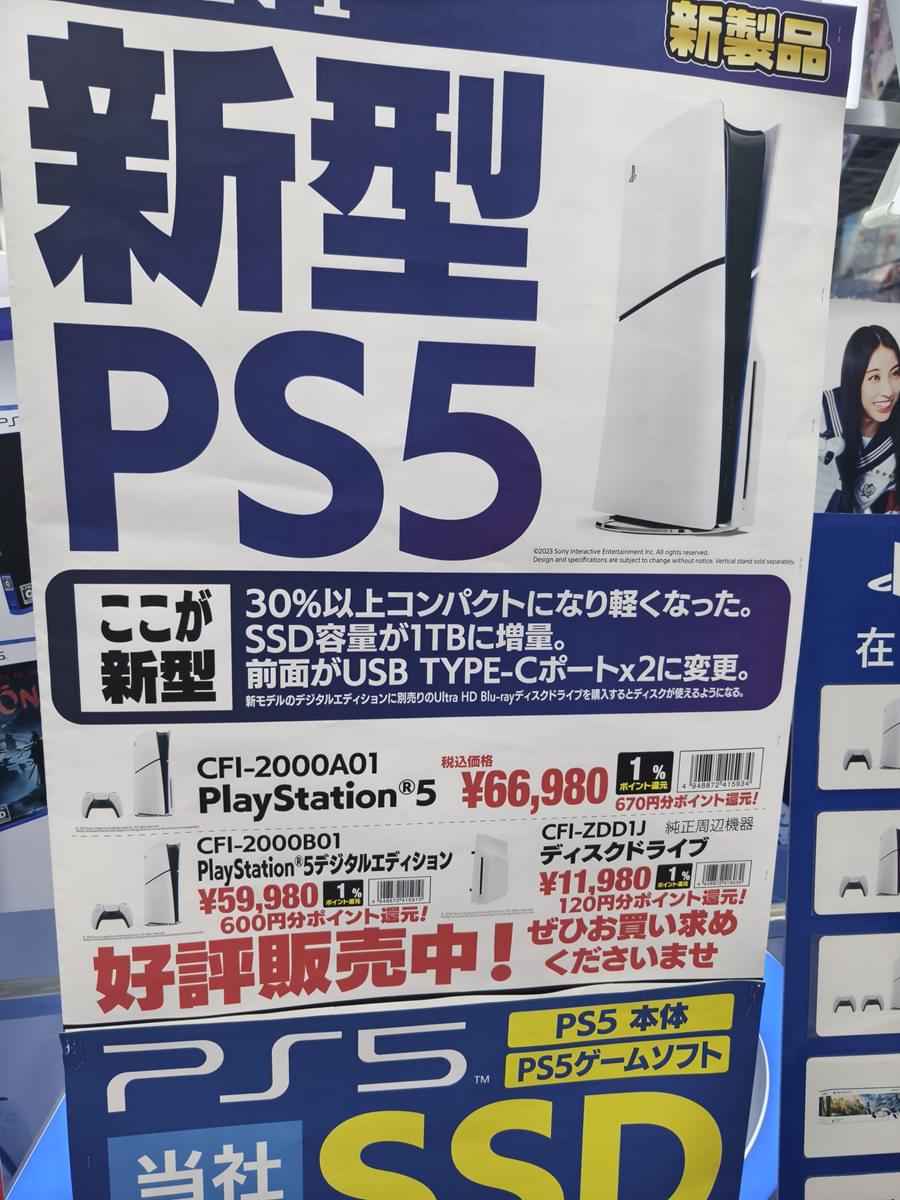 新製品
新型
PS5
©2023 Sony Interactive Entertainment Inc. All rights reserved.
Design and specifications are subject to change without notice. Vertical stand sold separately.
ここが
新型
30%以上コンパクトになり軽くなった。
SSD容量が1TBに増量。
前面がUSB TYPE-Cポートx2に変更。
新モデルのデジタルエディションに別売りのUltra HD Blu-rayディスクドライブを購入するとディスクが使えるようになる。
CFI-2000A01
PlayStation®5
税込価格
¥66,980
1%
ポイント還元
4 948872 415934
670円分ポイント還元!
CFI-2000B01
PlayStation®5デジタルエディション
¥59,980
1%
ポイント還元
600円分ポイント還元!
CFI-ZDD1J 純正周辺機器
ディスクドライブ
¥11,980
1%
ポイント還元
120円分ポイント還元!
好評販売中!
ぜひお買い求め
くださいませ
PS5™
PS5 本体
PS5ゲームソフト
当社
SSD
在